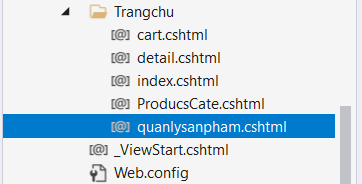 Trangchu
cart.cshtml
detail.cshtml
index.cshtml
ProducsCate.cshtml
quanlysanpham.cshtml
_ViewStart.cshtml
Web.config